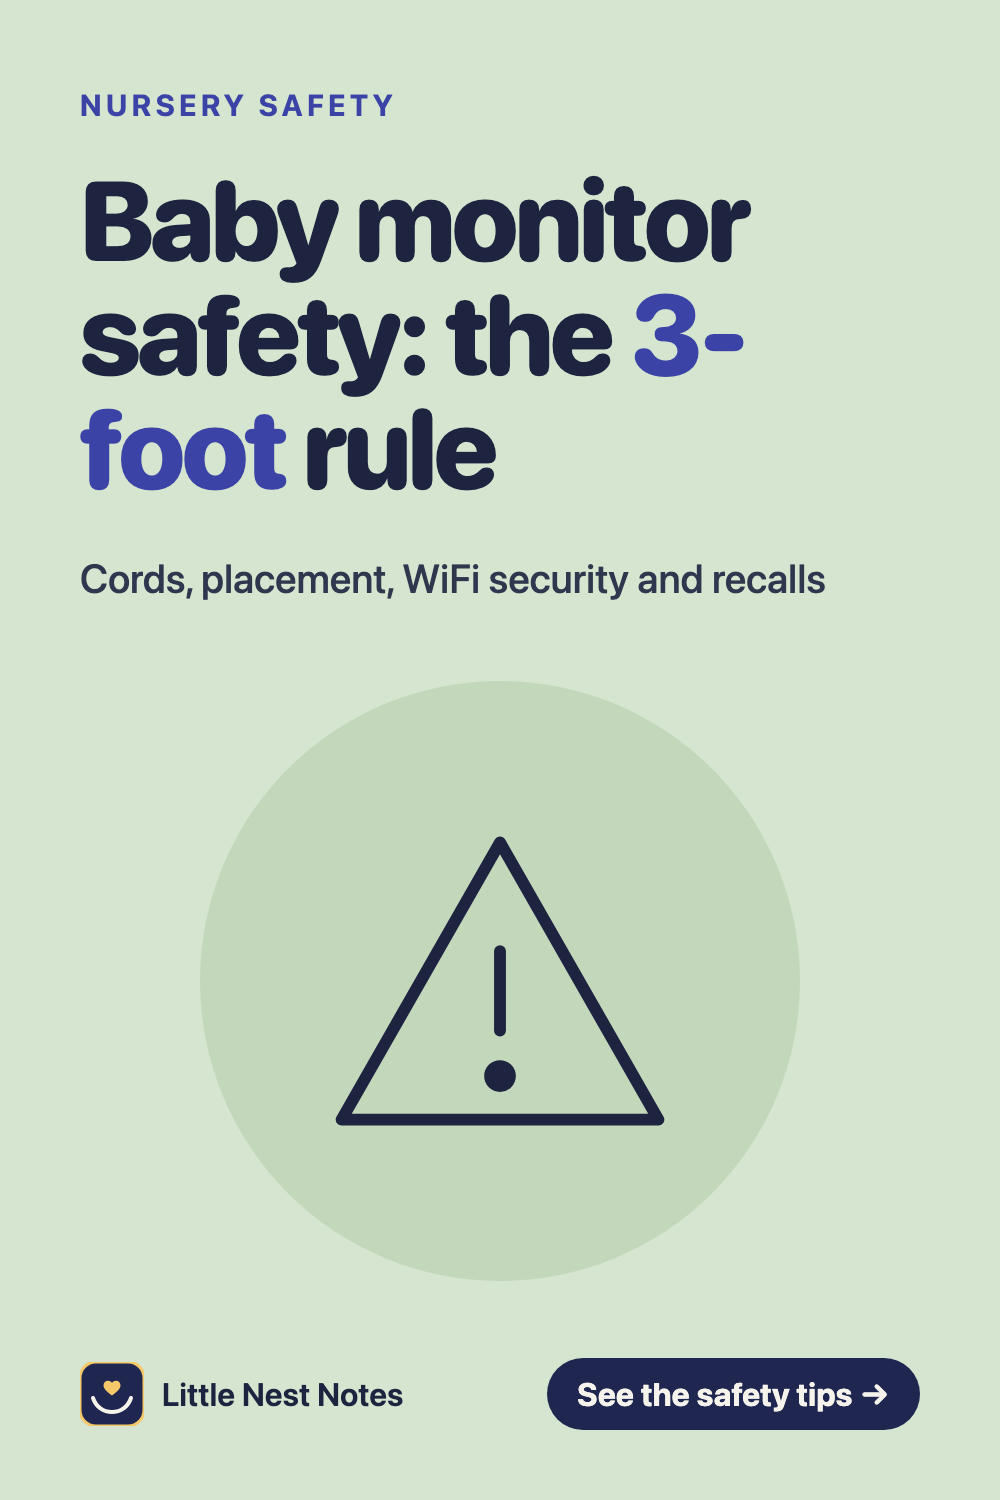 NURSERY SAFETY
Baby monitor
safety: the 3-
foot rule
Cords, placement, WiFi security and recalls
Little Nest Notes
See the safety tips →